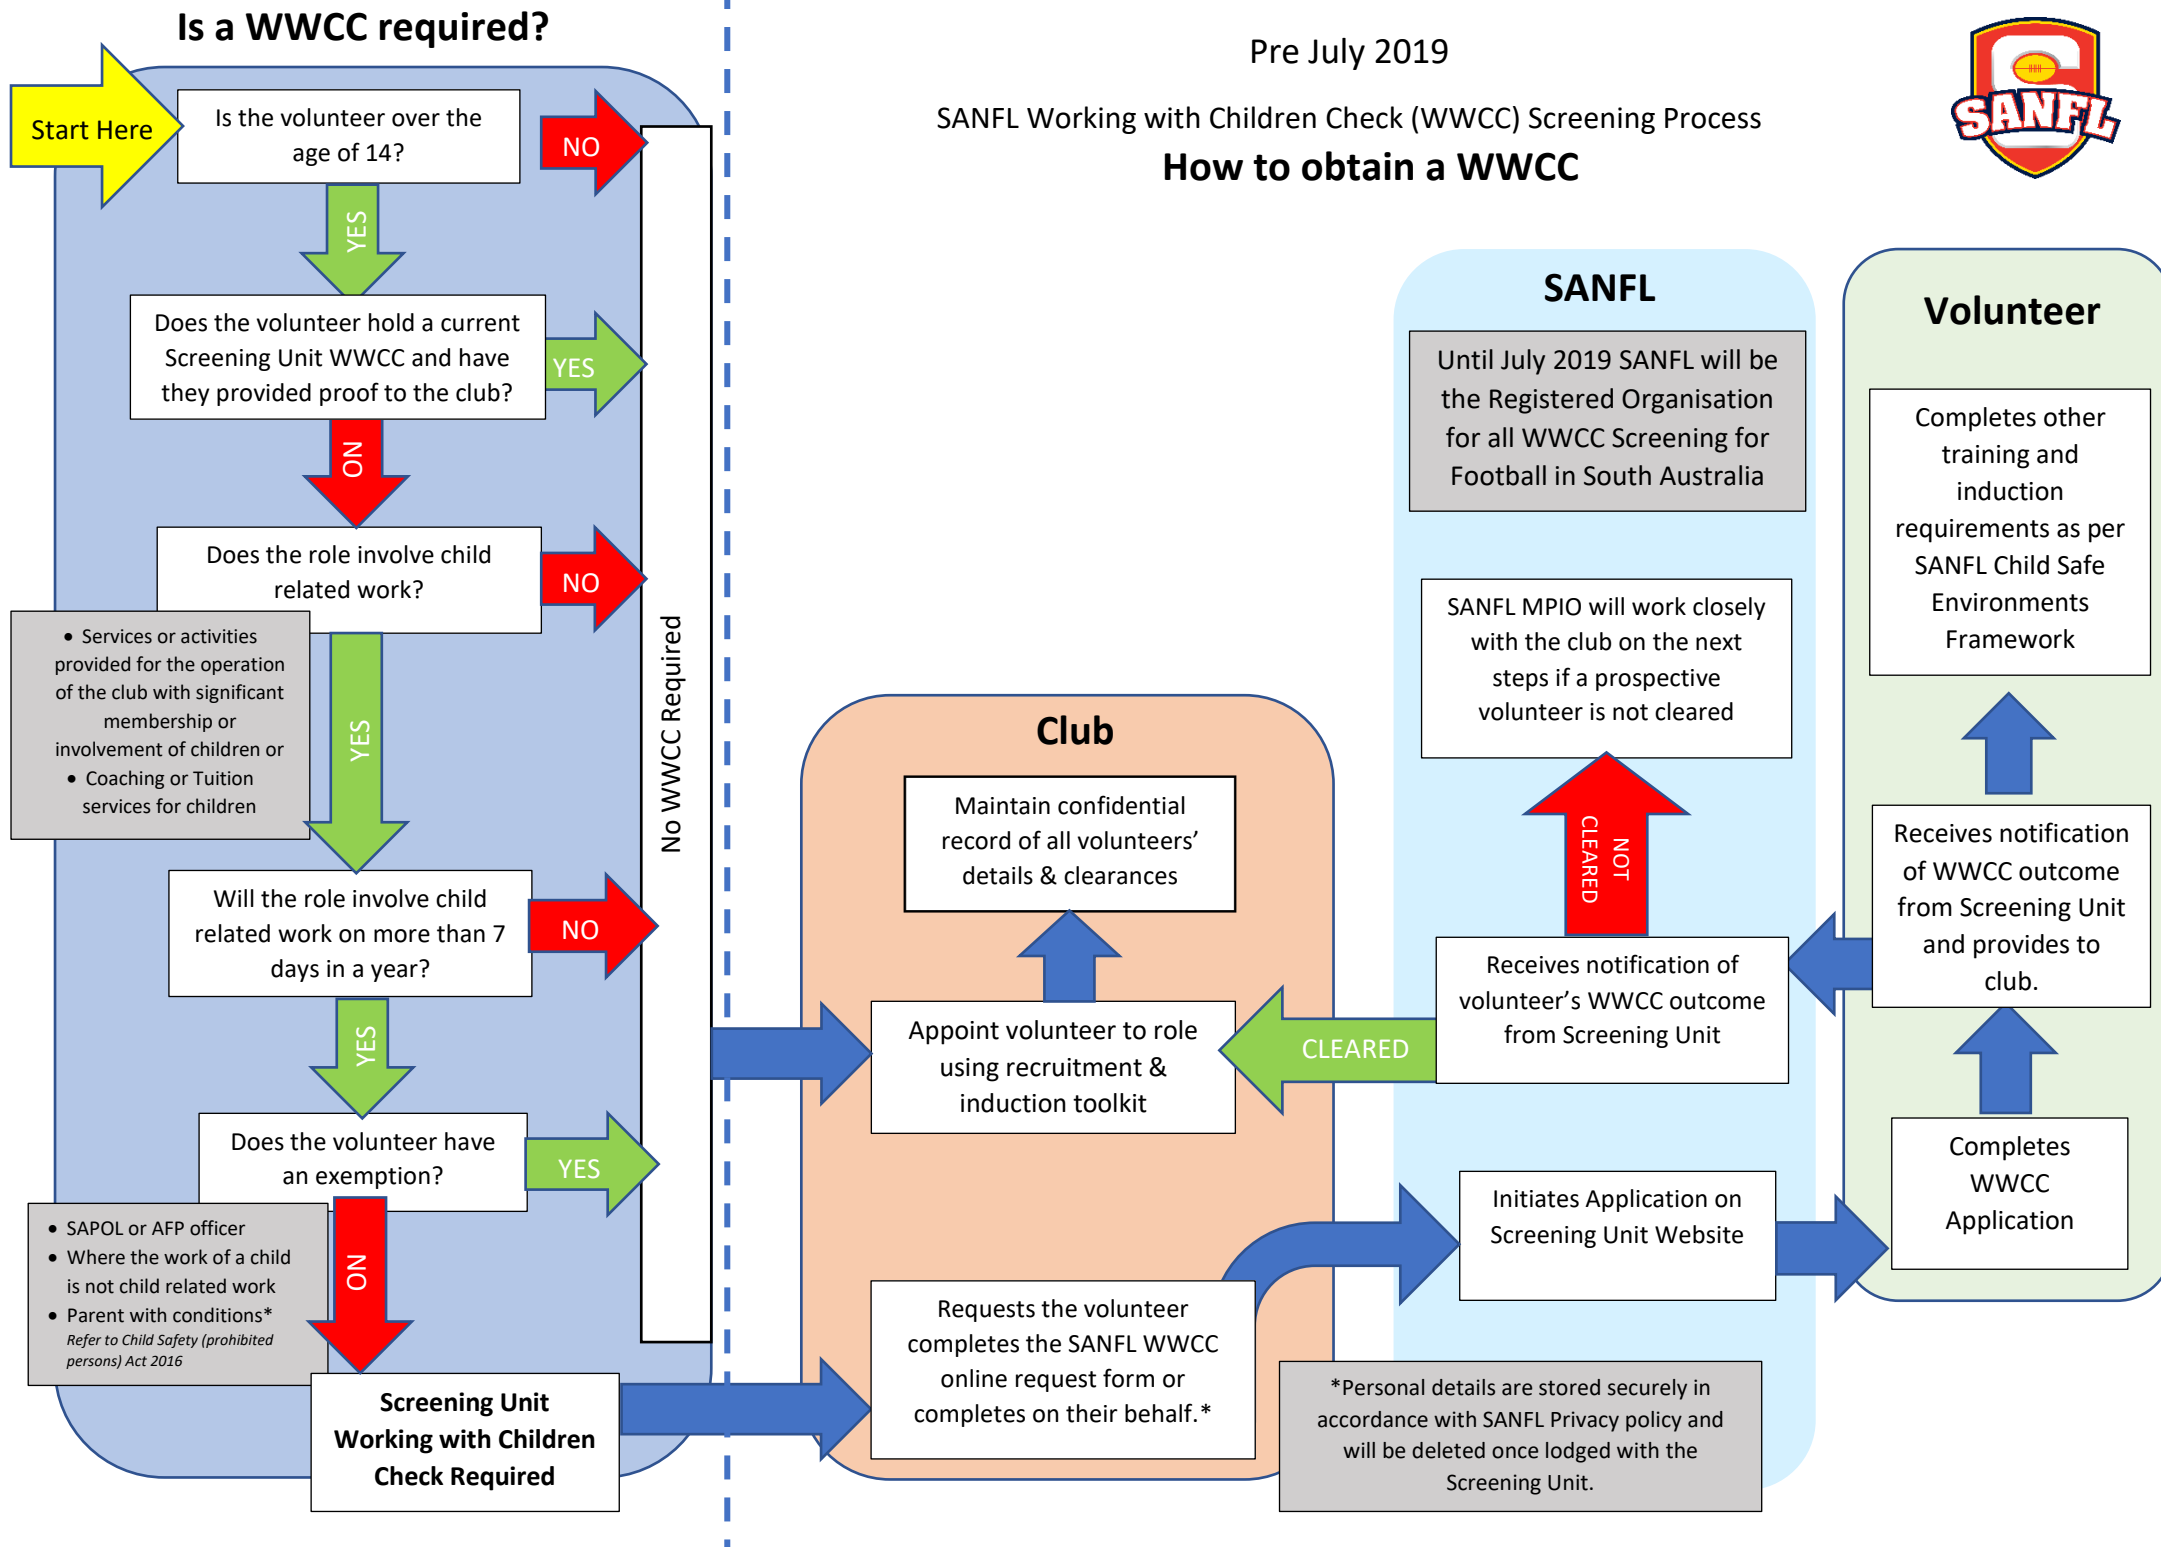 Is a WWCC required?
Start Here
Is the volunteer over the
age of 14?
NO
YES
Does the volunteer hold a current
Screening Unit WWCC and have
they provided proof to the club?
YES
NO
Does the role involve child
related work?
NO
• Services or activities
provided for the operation
of the club with significant
membership or
involvement of children or
• Coaching or Tuition
services for children
YES
Will the role involve child
related work on more than 7
days in a year?
NO
YES
Does the volunteer have
an exemption?
YES
• SAPOL or AFP officer
• Where the work of a child
is not child related work
• Parent with conditions*
Refer to Child Safety (prohibited
persons) Act 2016
NO
Screening Unit
Working with Children
Check Required
No WWCC Required
Pre July 2019
SANFL Working with Children Check (WWCC) Screening Process
How to obtain a WWCC
S
SANFL
Club
Maintain confidential
record of all volunteers’
details & clearances
Appoint volunteer to role
using recruitment &
induction toolkit
Requests the volunteer
completes the SANFL WWCC
online request form or
completes on their behalf.*
SANFL
Until July 2019 SANFL will be
the Registered Organisation
for all WWCC Screening for
Football in South Australia
SANFL MPIO will work closely
with the club on the next
steps if a prospective
volunteer is not cleared
NOT
CLEARED
Receives notification of
volunteer’s WWCC outcome
from Screening Unit
CLEARED
Initiates Application on
Screening Unit Website
*Personal details are stored securely in
accordance with SANFL Privacy policy and
will be deleted once lodged with the
Screening Unit.
Volunteer
Completes other
training and
induction
requirements as per
SANFL Child Safe
Environments
Framework
Receives notification
of WWCC outcome
from Screening Unit
and provides to
club.
Completes
WWCC
Application